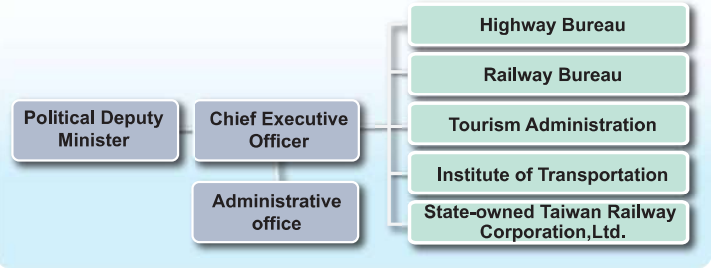 Political Deputy
Minister
Chief Executive
Officer
Administrative
office
Highway Bureau
Railway Bureau
Tourism Administration
Institute of Transportation
State-owned Taiwan Railway
Corporation,Ltd.